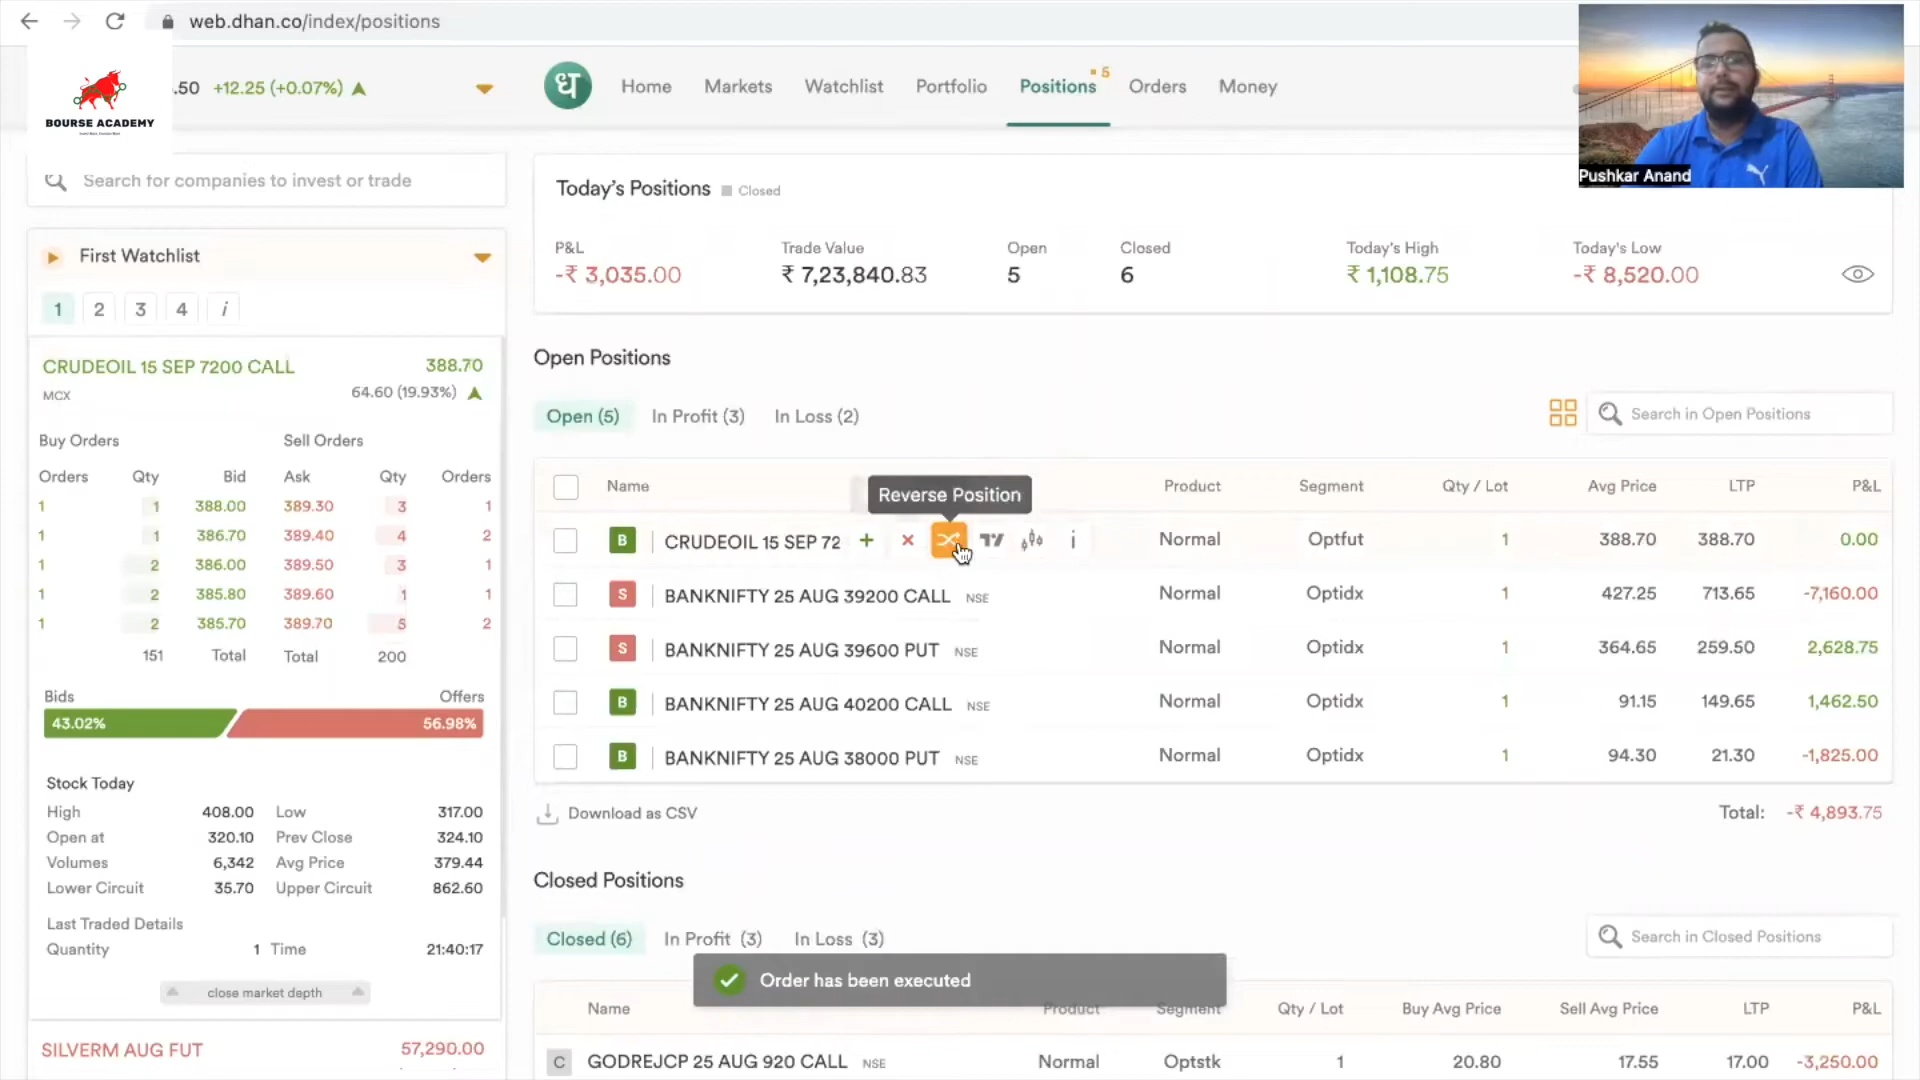 web.dhan.co/index/positions
BOURSE ACADEMY
.50 +12.25 (+0.07%)
ध
Home Markets Watchlist Portfolio Positions 5 Orders Money
Pushkar Anand
Search for companies to invest or trade
First Watchlist
1 2 3 4 i
CRUDEOIL 15 SEP 7200 CALL 388.70
MCX 64.60 (19.93%)
Buy Orders Sell Orders
Orders Qty Bid Ask Qty Orders
1 1 388.00 389.30 3 1
1 1 386.70 389.40 4 2
1 2 386.00 389.50 3 1
1 2 385.80 389.60 1 1
1 2 385.70 389.70 5 2
151 Total Total 200
Bids Offers
43.02% 56.98%
Stock Today
High 408.00 Low 317.00
Open at 320.10 Prev Close 324.10
Volumes 6,342 Avg Price 379.44
Lower Circuit 35.70 Upper Circuit 862.60
Last Traded Details
Quantity 1 Time 21:40:17
close market depth
SILVERM AUG FUT 57,290.00
Today's Positions Closed
P&L Trade Value Open Closed Today's High Today's Low
-₹ 3,035.00 ₹ 7,23,840.83 5 6 ₹ 1,108.75 -₹ 8,520.00
Open Positions
Open (5) In Profit (3) In Loss (2)
Search in Open Positions
Reverse Position
Name Product Segment Qty / Lot Avg Price LTP P&L
B CRUDEOIL 15 SEP 72 i Normal Optfut 1 388.70 388.70 0.00
S BANKNIFTY 25 AUG 39200 CALL NSE Normal Optidx 1 427.25 713.65 -7,160.00
S BANKNIFTY 25 AUG 39600 PUT NSE Normal Optidx 1 364.65 259.50 2,628.75
B BANKNIFTY 25 AUG 40200 CALL NSE Normal Optidx 1 91.15 149.65 1,462.50
B BANKNIFTY 25 AUG 38000 PUT NSE Normal Optidx 1 94.30 21.30 -1,825.00
Download as CSV Total: -₹ 4,893.75
Closed Positions
Closed (6) In Profit (3) In Loss (3)
Search in Closed Positions
Order has been executed
Name Product Segment Qty / Lot Buy Avg Price Sell Avg Price LTP P&L
C GODREJCP 25 AUG 920 CALL NSE Normal Optstk 1 20.80 17.55 17.00 -3,250.00